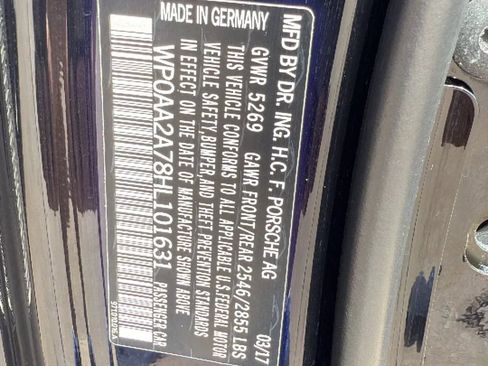 MFD BY DR. ING. H.C. F. PORSCHE AG 03/17
GVWR 5269 GAWR FRONT/REAR 2546/2855 LBS
THIS VEHICLE CONFORMS TO ALL APPLICABLE U.S. FEDERAL MOTOR
VEHICLE SAFETY, BUMPER, AND THEFT PREVENTION STANDARDS
IN EFFECT ON THE DATE OF MANUFACTURE SHOWN ABOVE
WP0AA2A78HL101631 PASSENGER CAR
MADE IN GERMANY